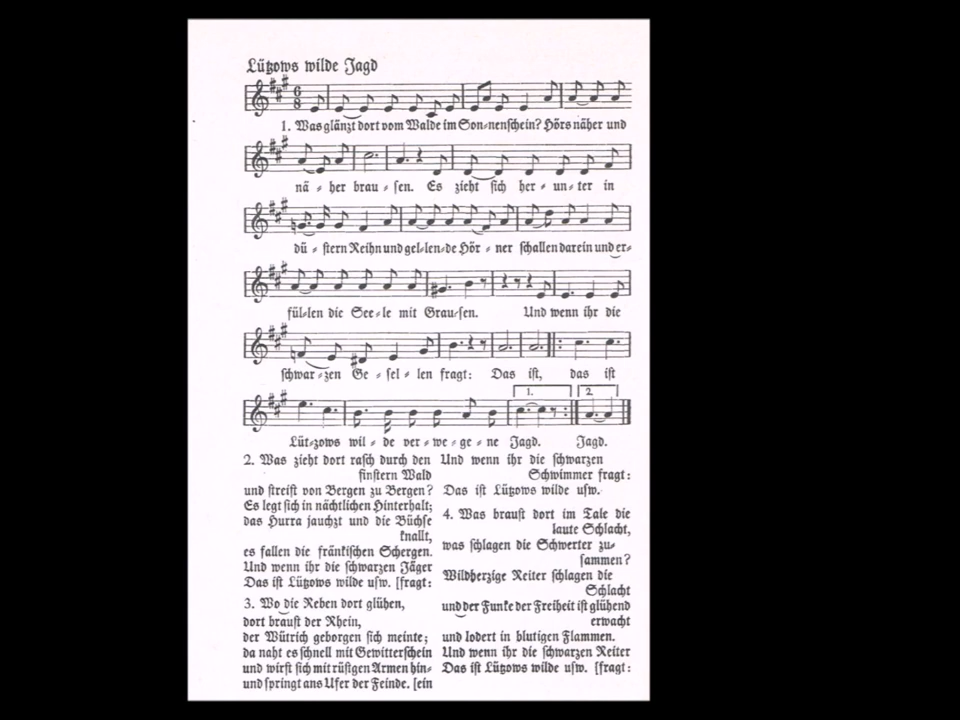 Lützows wilde Jagd
1. Was glänzt dort vom Walde im Son-nenschein? Hörs näher und
nä - her brau - sen. Es zieht sich her - un - ter in
dü - stern Reihn und gel-len-de Hör - ner schallen darein und er-
fül-len die See - le mit Grau-sen. Und wenn ihr die
schwar-zen Ge - sel - len fragt: Das ist, das ist
1. 2.
Lüt-zows wil - de ver - we - ge - ne Jagd. Jagd.
2. Was zieht dort rasch durch den
finstern Wald
und streift von Bergen zu Bergen?
Es legt sich in nächtlichen Hinterhalt;
das Hurra jauchzt und die Büchse
knallt,
es fallen die fränkischen Schergen.
Und wenn ihr die schwarzen Jäger
Das ist Lützows wilde usw. [fragt:
3. Wo die Reben dort glühen,
dort braust der Rhein,
der Wütrich geborgen sich meinte;
da naht es schnell mit Gewitterschein
und wirft sich mit rüstigen Armen hin-
und springt ans Ufer der Feinde. [ein
Und wenn ihr die schwarzen
Schwimmer fragt:
Das ist Lützows wilde usw.
4. Was braust dort im Tale die
laute Schlacht,
was schlagen die Schwerter zu-
sammen?
Wildherzige Reiter schlagen die
Schlacht
und der Funke der Freiheit ist glühend
erwacht
und lodert in blutigen Flammen.
Und wenn ihr die schwarzen Reiter
Das ist Lützows wilde usw. [fragt: